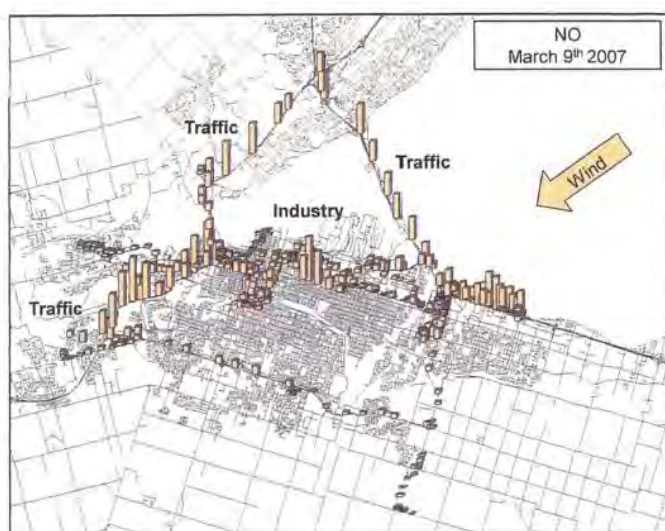 NO
March 9th 2007
Traffic
Traffic
Wind
Industry
Traffic